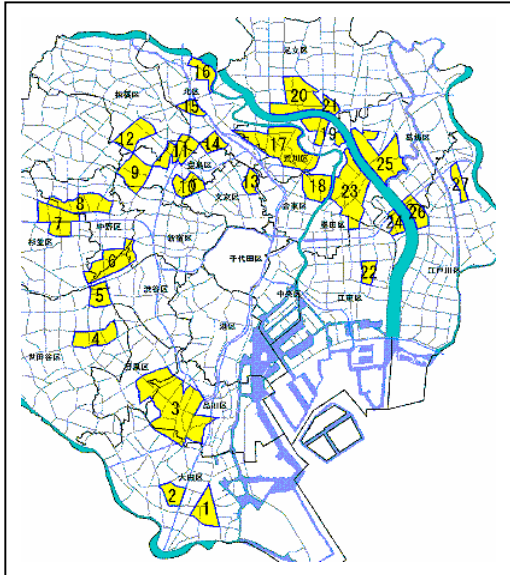 足立区
16
北区
20
板橋区
15
21
葛飾区
12
14
19
11
17
荒川区
25
9
豊島区
10
13
18
23
27
文京区
台東区
8
26
7
中野区
新宿区
墨田区
24
杉並区
6
千代田区
22
江戸川区
5
渋谷区
中央区
江東区
4
港区
世田谷区
目黒区
3
品川区
大田区
2
1